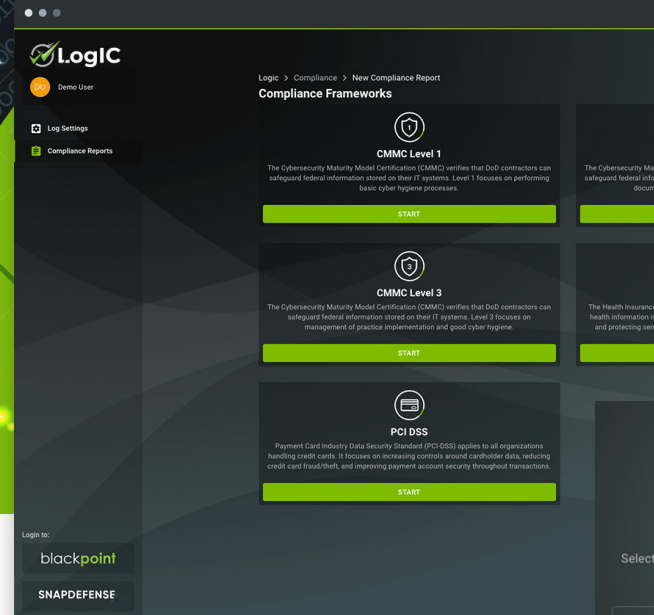 LogIC
DU Demo User
Log Settings
Compliance Reports
Logic > Compliance > New Compliance Report
Compliance Frameworks
1
CMMC Level 1
The Cybersecurity Maturity Model Certification (CMMC) verifies that DoD contractors can
safeguard federal information stored on their IT systems. Level 1 focuses on performing
basic cyber hygiene processes.
START
The Cybersecurity Ma
safeguard federal info
docum
3
CMMC Level 3
The Cybersecurity Maturity Model Certification (CMMC) verifies that DoD contractors can
safeguard federal information stored on their IT systems. Level 3 focuses on
management of practice implementation and good cyber hygiene.
START
The Health Insurance
health information i
and protecting sen
PCI DSS
Payment Card Industry Data Security Standard (PCI-DSS) applies to all organizations
handling credit cards. It focuses on increasing controls around cardholder data, reducing
credit card fraud/theft, and improving payment account security throughout transactions.
START
Select
Login to:
blackpoint
SNAPDEFENSE